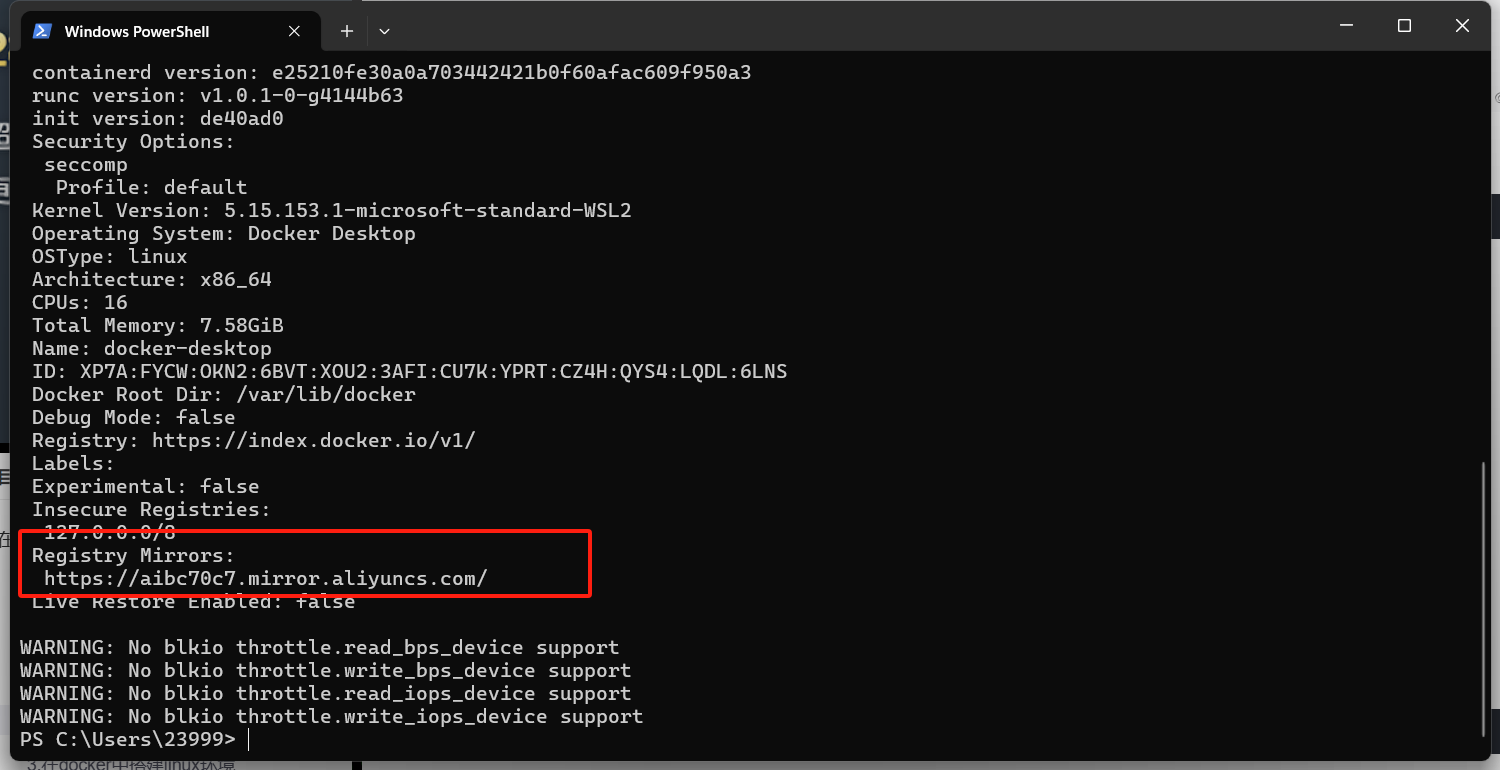 Windows PowerShell
containerd version: e25210fe30a0a703442421b0f60afac609f950a3
runc version: v1.0.1-0-g4144b63
init version: de40ad0
Security Options:
seccomp
Profile: default
Kernel Version: 5.15.153.1-microsoft-standard-WSL2
Operating System: Docker Desktop
OSType: linux
Architecture: x86_64
CPUs: 16
Total Memory: 7.58GiB
Name: docker-desktop
ID: XP7A:FYCW:OKN2:6BVT:XOU2:3AFI:CU7K:YPRT:CZ4H:QYS4:LQDL:6LNS
Docker Root Dir: /var/lib/docker
Debug Mode: false
Registry: https://index.docker.io/v1/
Labels:
Experimental: false
Insecure Registries:
127.0.0.0/8
Registry Mirrors:
https://aibc70c7.mirror.aliyuncs.com/
Live Restore Enabled: false
WARNING: No blkio throttle.read_bps_device support
WARNING: No blkio throttle.write_bps_device support
WARNING: No blkio throttle.read_iops_device support
WARNING: No blkio throttle.write_iops_device support
PS C:\Users\23999>
3.在docker中搭建linux环境